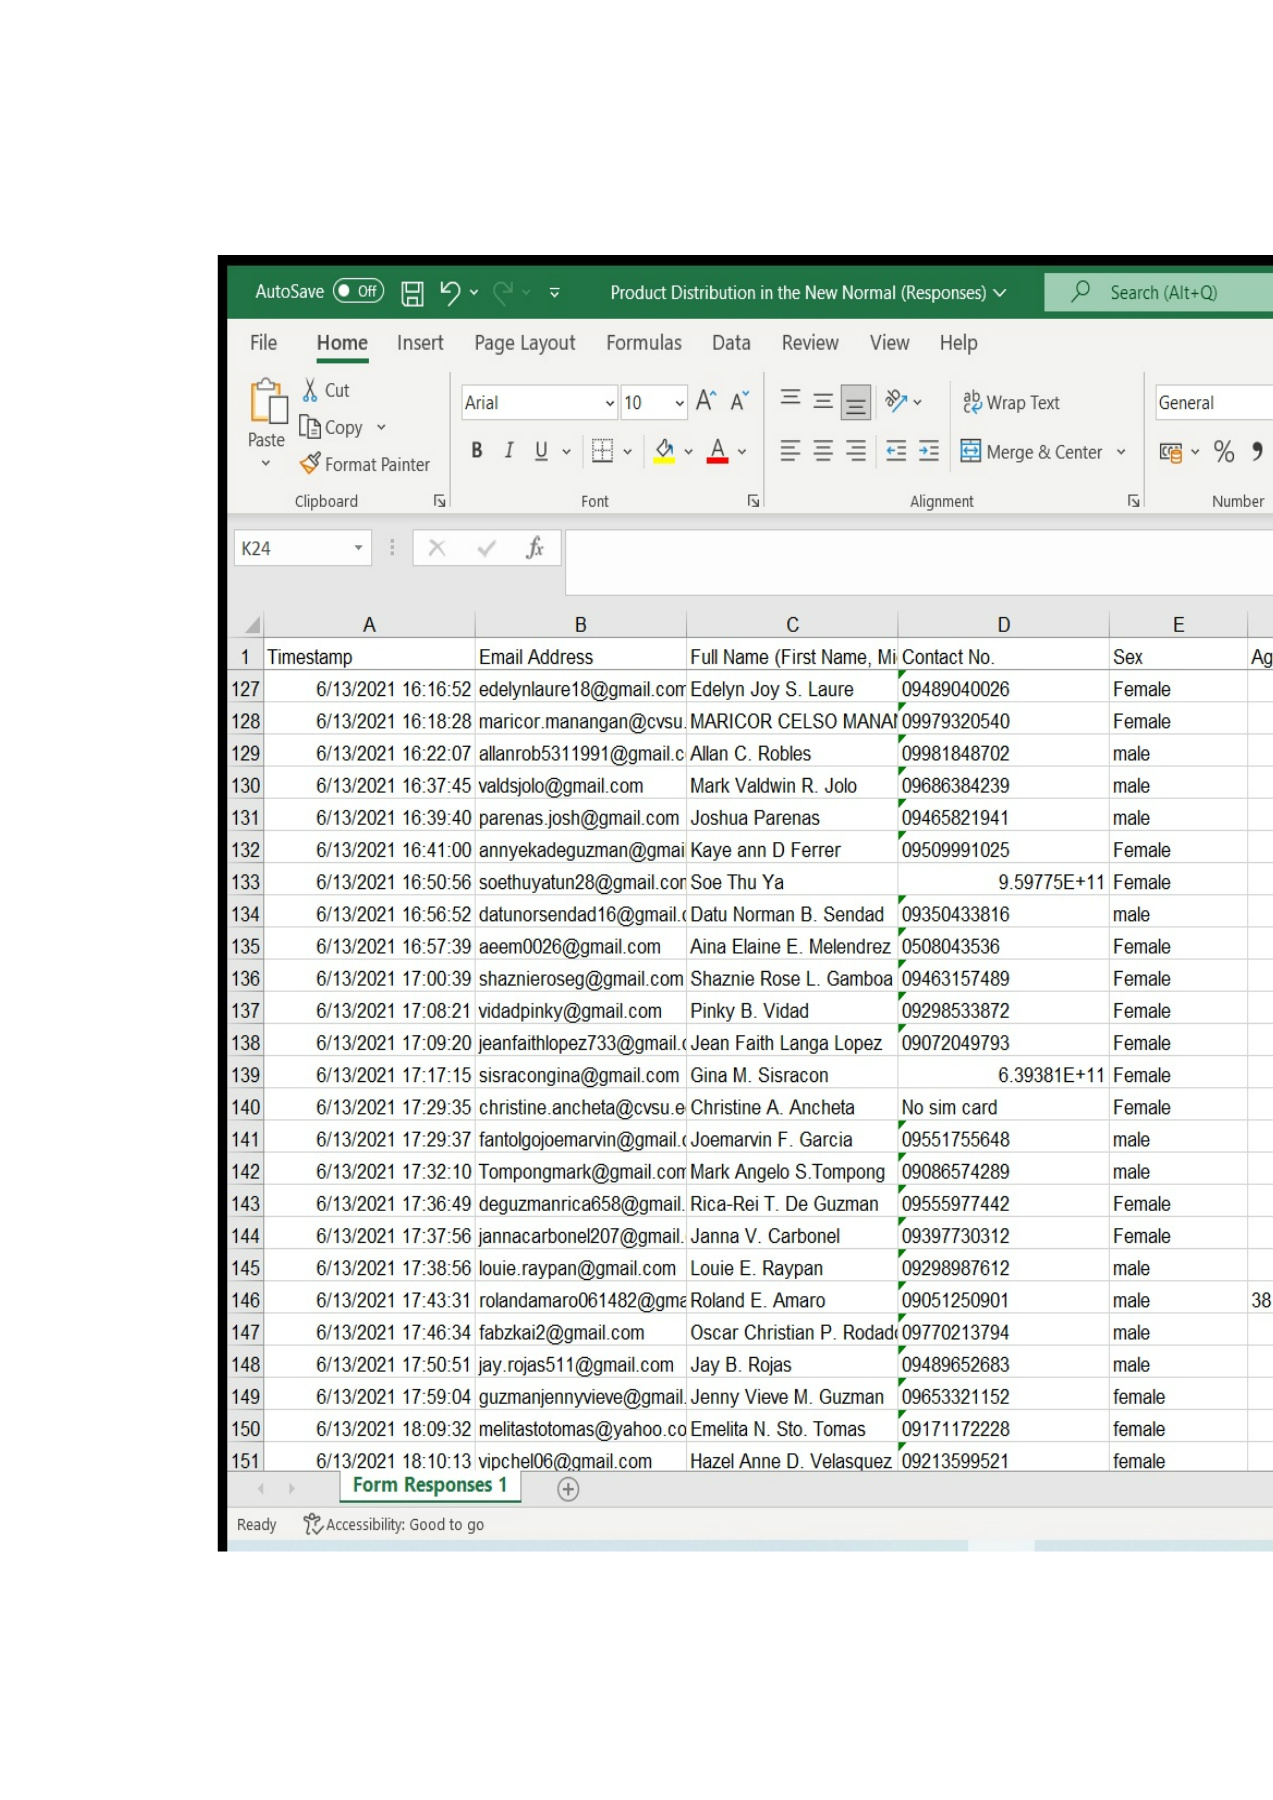 AutoSave Off Product Distribution in the New Normal (Responses) Search (Alt+Q)
File Home Insert Page Layout Formulas Data Review View Help
Cut
Copy
Format Painter
Paste
Arial 10
B I U
Wrap Text
Merge & Center
General
%
Clipboard Font Alignment Number
K24 fx
A B C D E
1 Timestamp Email Address Full Name (First Name, Mi Contact No. Sex Ag
127 6/13/2021 16:16:52 edelynlaure18@gmail.com Edelyn Joy S. Laure 09489040026 Female
128 6/13/2021 16:18:28 maricor.manangan@cvsu. MARICOR CELSO MANA 09979320540 Female
129 6/13/2021 16:22:07 allanrob5311991@gmail.c Allan C. Robles 09981848702 male
130 6/13/2021 16:37:45 valdsjolo@gmail.com Mark Valdwin R. Jolo 09686384239 male
131 6/13/2021 16:39:40 parenas.josh@gmail.com Joshua Parenas 09465821941 male
132 6/13/2021 16:41:00 annyekadeguzman@gmai Kaye ann D Ferrer 09509991025 Female
133 6/13/2021 16:50:56 soethuyatun28@gmail.com Soe Thu Ya 9.59775E+11 Female
134 6/13/2021 16:56:52 datunorsendad16@gmail.c Datu Norman B. Sendad 09350433816 male
135 6/13/2021 16:57:39 aeem0026@gmail.com Aina Elaine E. Melendrez 0508043536 Female
136 6/13/2021 17:00:39 shaznieroseg@gmail.com Shaznie Rose L. Gamboa 09463157489 Female
137 6/13/2021 17:08:21 vidadpinky@gmail.com Pinky B. Vidad 09298533872 Female
138 6/13/2021 17:09:20 jeanfaithlopez733@gmail.c Jean Faith Langa Lopez 09072049793 Female
139 6/13/2021 17:17:15 sisracongina@gmail.com Gina M. Sisracon 6.39381E+11 Female
140 6/13/2021 17:29:35 christine.ancheta@cvsu.e Christine A. Ancheta No sim card Female
141 6/13/2021 17:29:37 fantolgojoemarvin@gmail.c Joemarvin F. Garcia 09551755648 male
142 6/13/2021 17:32:10 Tompongmark@gmail.com Mark Angelo S.Tompong 09086574289 male
143 6/13/2021 17:36:49 deguzmanrica658@gmail. Rica-Rei T. De Guzman 09555977442 Female
144 6/13/2021 17:37:56 jannacarbonel207@gmail. Janna V. Carbonel 09397730312 Female
145 6/13/2021 17:38:56 louie.raypan@gmail.com Louie E. Raypan 09298987612 male
146 6/13/2021 17:43:31 rolandamaro061482@gma Roland E. Amaro 09051250901 male 38
147 6/13/2021 17:46:34 fabzkai2@gmail.com Oscar Christian P. Rodad 09770213794 male
148 6/13/2021 17:50:51 jay.rojas511@gmail.com Jay B. Rojas 09489652683 male
149 6/13/2021 17:59:04 guzmanjennyvieve@gmail. Jenny Vieve M. Guzman 09653321152 female
150 6/13/2021 18:09:32 melitastotomas@yahoo.co Emelita N. Sto. Tomas 09171172228 female
151 6/13/2021 18:10:13 vipchel06@gmail.com Hazel Anne D. Velasquez 09213599521 female
Form Responses 1
Ready Accessibility: Good to go